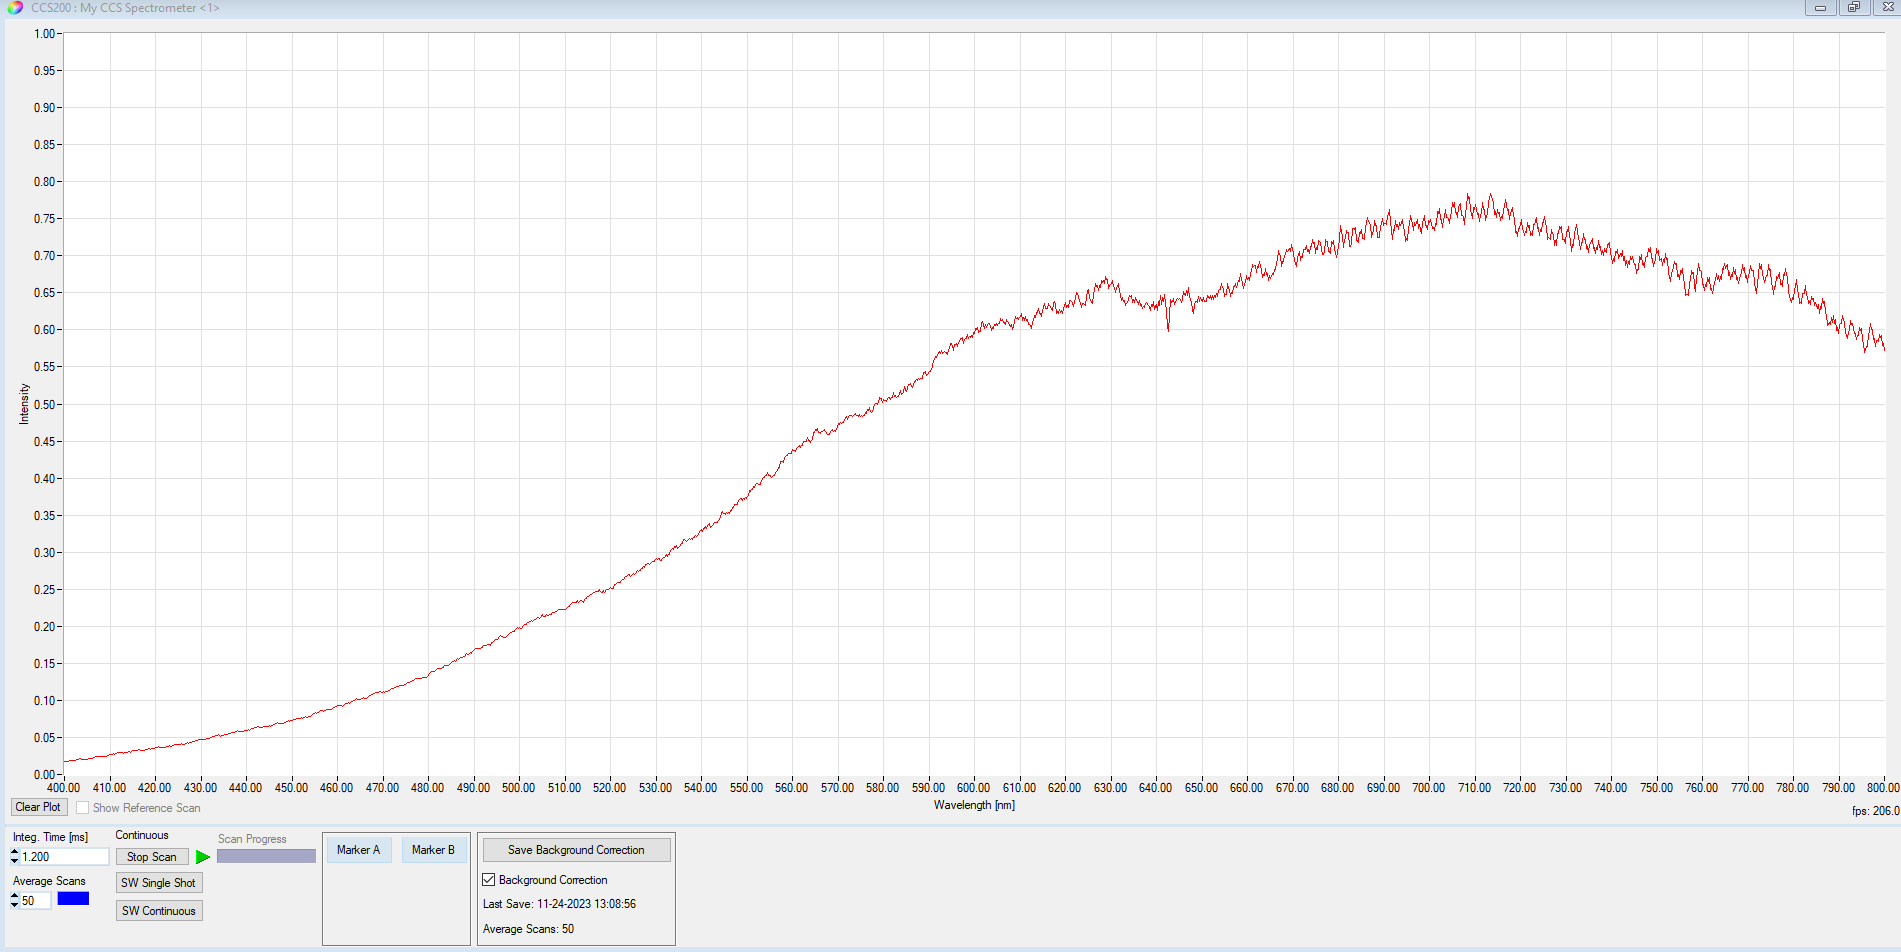 CCS200 : My CCS Spectrometer <1>
1.00
0.95
0.90
0.85
0.80
0.75
0.70
0.65
0.60
0.55
0.50
0.45
0.40
0.35
0.30
0.25
0.20
0.15
0.10
0.05
0.00
Intensity
400.00 410.00 420.00 430.00 440.00 450.00 460.00 470.00 480.00 490.00 500.00 510.00 520.00 530.00 540.00 550.00 560.00 570.00 580.00 590.00 600.00 610.00 620.00 630.00 640.00 650.00 660.00 670.00 680.00 690.00 700.00 710.00 720.00 730.00 740.00 750.00 760.00 770.00 780.00 790.00 800.00
Wavelength [nm]
Clear Plot Show Reference Scan
fps: 206.0
Integ. Time [ms]
1.200
Average Scans
50
Continuous
Stop Scan
SW Single Shot
SW Continuous
Scan Progress
Marker A Marker B
Save Background Correction
Background Correction
Last Save: 11-24-2023 13:08:56
Average Scans: 50